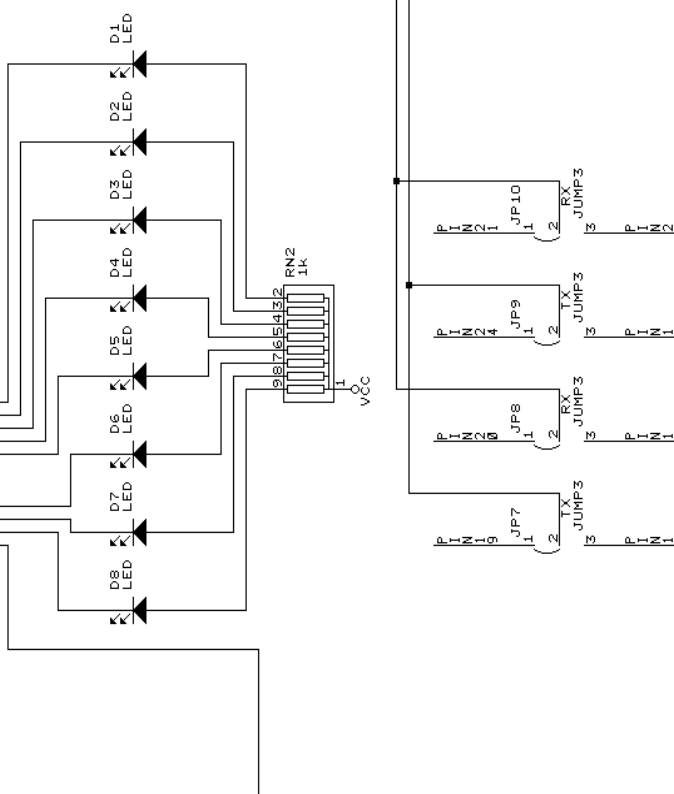 D1
LED
D2
LED
D3
LED
D4
LED
D5
LED
D6
LED
D7
LED
D8
LED
RN2
1k
2
3
4
5
6
7
8
9
1
VCC
PIN21
JP10
1
2
RX
JUMP3
3
PIN2
PIN24
JP9
1
2
TX
JUMP3
3
PIN1
PIN20
JP8
1
2
RX
JUMP3
3
PIN1
PIN19
JP7
1
2
TX
JUMP3
3
PIN1